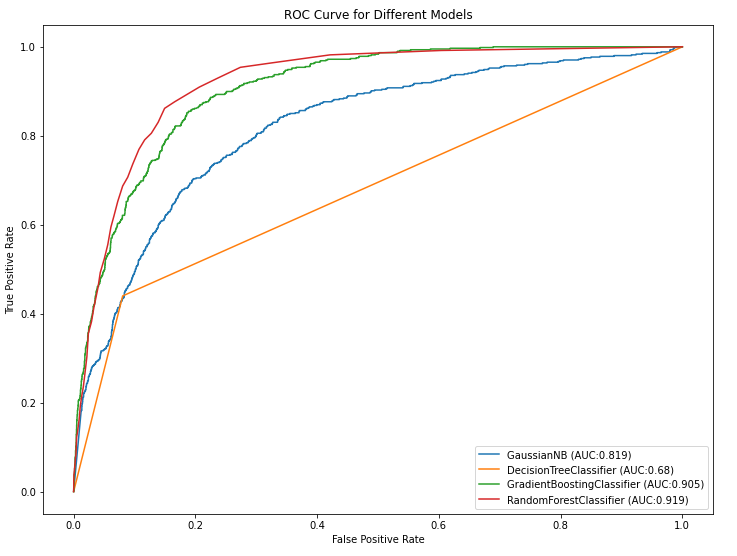 ROC Curve for Different Models
True Positive Rate
1.0
0.8
0.6
0.4
0.2
0.0
GaussianNB (AUC:0.819)
DecisionTreeClassifier (AUC:0.68)
GradientBoostingClassifier (AUC:0.905)
RandomForestClassifier (AUC:0.919)
0.0 0.2 0.4 0.6 0.8 1.0
False Positive Rate